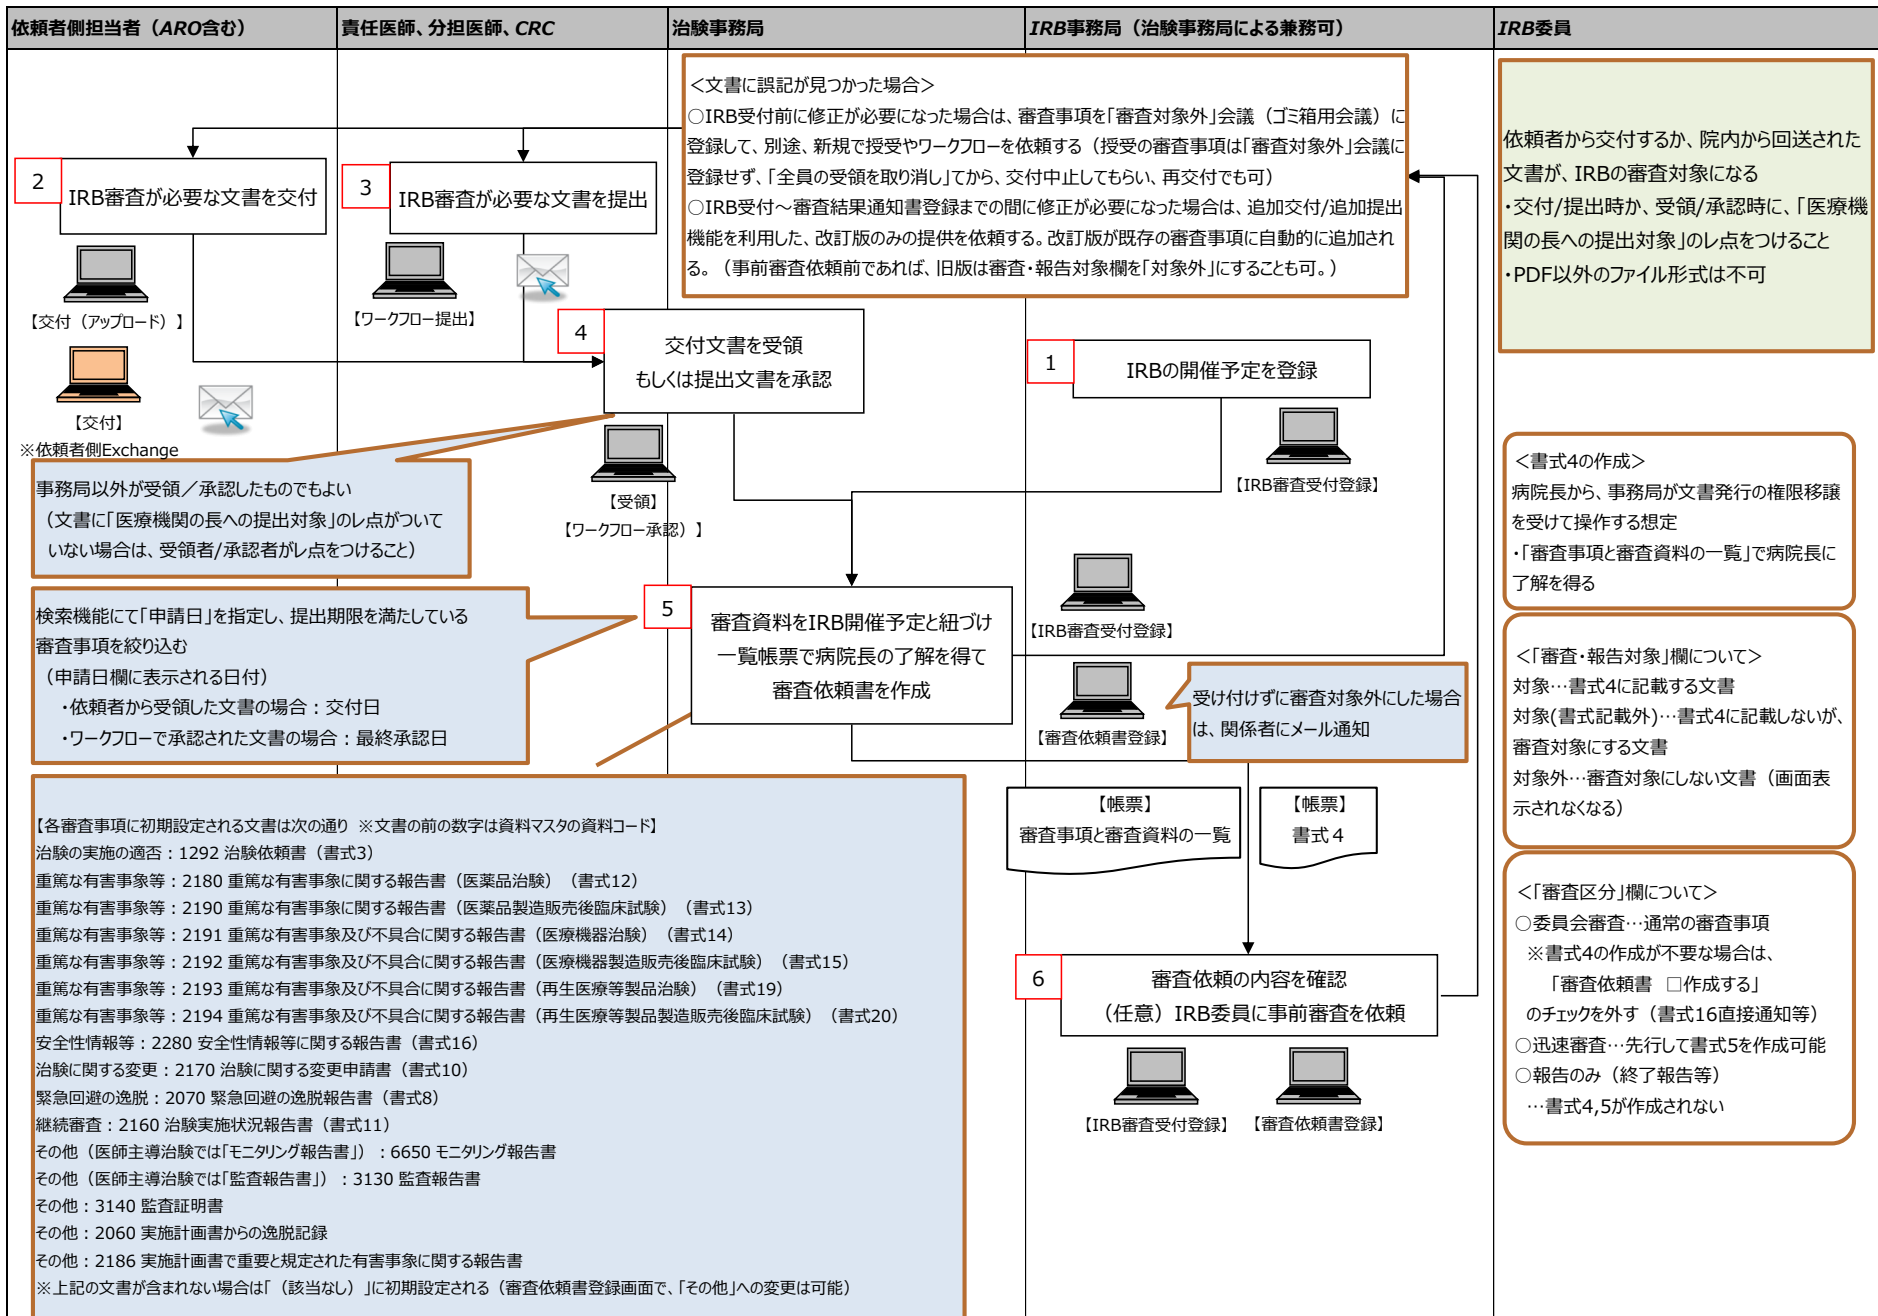 依頼者側担当者（ARO含む）
責任医師、分担医師、CRC
治験事務局
IRB事務局（治験事務局による兼務可）
IRB委員
＜文書に誤記が見つかった場合＞
○IRB受付前に修正が必要になった場合は、審査事項を「審査対象外」会議（ゴミ箱用会議）に
登録して、別途、新規で授受やワークフローを依頼する（授受の審査事項は「審査対象外」会議に
登録せず、「全員の受領を取り消し」てから、交付中止してもらい、再交付でも可）
○IRB受付～審査結果通知書登録までの間に修正が必要になった場合は、追加交付/追加提出
機能を利用した、改訂版のみの提供を依頼する。改訂版が既存の審査事項に自動的に追加され
る。（事前審査依頼前であれば、旧版は審査・報告対象欄を「対象外」にすることも可。）
依頼者から交付するか、院内から回送された
文書が、IRBの審査対象になる
・交付/提出時か、受領/承認時に、「医療機
関の長への提出対象」のレ点をつけること
・PDF以外のファイル形式は不可
2
IRB審査が必要な文書を交付
【交付（アップロード）】
【交付】
※依頼者側Exchange
3
IRB審査が必要な文書を提出
【ワークフロー提出】
4
交付文書を受領
もしくは提出文書を承認
【受領】
【ワークフロー承認）】
1
IRBの開催予定を登録
【IRB審査受付登録】
事務局以外が受領／承認したものでもよい
（文書に「医療機関の長への提出対象」のレ点がついて
いない場合は、受領者/承認者がレ点をつけること）
＜書式4の作成＞
病院長から、事務局が文書発行の権限移譲
を受けて操作する想定
・「審査事項と審査資料の一覧」で病院長に
了解を得る
検索機能にて「申請日」を指定し、提出期限を満たしている
審査事項を絞り込む
（申請日欄に表示される日付）
・依頼者から受領した文書の場合：交付日
・ワークフローで承認された文書の場合：最終承認日
5
審査資料をIRB開催予定と紐づけ
一覧帳票で病院長の了解を得て
審査依頼書を作成
【IRB審査受付登録】
【審査依頼書登録】
受け付けずに審査対象外にした場合
は、関係者にメール通知
＜「審査・報告対象」欄について＞
対象…書式4に記載する文書
対象(書式記載外)…書式4に記載しないが、
審査対象にする文書
対象外…審査対象にしない文書（画面表
示されなくなる）
【帳票】
審査事項と審査資料の一覧
【帳票】
書式４
【各審査事項に初期設定される文書は次の通り ※文書の前の数字は資料マスタの資料コード】
治験の実施の適否：1292 治験依頼書（書式3）
重篤な有害事象等：2180 重篤な有害事象に関する報告書（医薬品治験）（書式12）
重篤な有害事象等：2190 重篤な有害事象に関する報告書（医薬品製造販売後臨床試験）（書式13）
重篤な有害事象等：2191 重篤な有害事象及び不具合に関する報告書（医療機器治験）（書式14）
重篤な有害事象等：2192 重篤な有害事象及び不具合に関する報告書（医療機器製造販売後臨床試験）（書式15）
重篤な有害事象等：2193 重篤な有害事象及び不具合に関する報告書（再生医療等製品治験）（書式19）
重篤な有害事象等：2194 重篤な有害事象及び不具合に関する報告書（再生医療等製品製造販売後臨床試験）（書式20）
安全性情報等：2280 安全性情報等に関する報告書（書式16）
治験に関する変更：2170 治験に関する変更申請書（書式10）
緊急回避の逸脱：2070 緊急回避の逸脱報告書（書式8）
継続審査：2160 治験実施状況報告書（書式11）
その他（医師主導治験では「モニタリング報告書」）：6650 モニタリング報告書
その他（医師主導治験では「監査報告書」）：3130 監査報告書
その他：3140 監査証明書
その他：2060 実施計画書からの逸脱記録
その他：2186 実施計画書で重要と規定された有害事象に関する報告書
※上記の文書が含まれない場合は「（該当なし）」に初期設定される（審査依頼書登録画面で、「その他」への変更は可能）
6
審査依頼の内容を確認
（任意）IRB委員に事前審査を依頼
【IRB審査受付登録】
【審査依頼書登録】
＜「審査区分」欄について＞
○委員会審査…通常の審査事項
※書式4の作成が不要な場合は、
「審査依頼書　□作成する」
のチェックを外す（書式16直接通知等）
○迅速審査…先行して書式5を作成可能
○報告のみ（終了報告等）
…書式4,5が作成されない